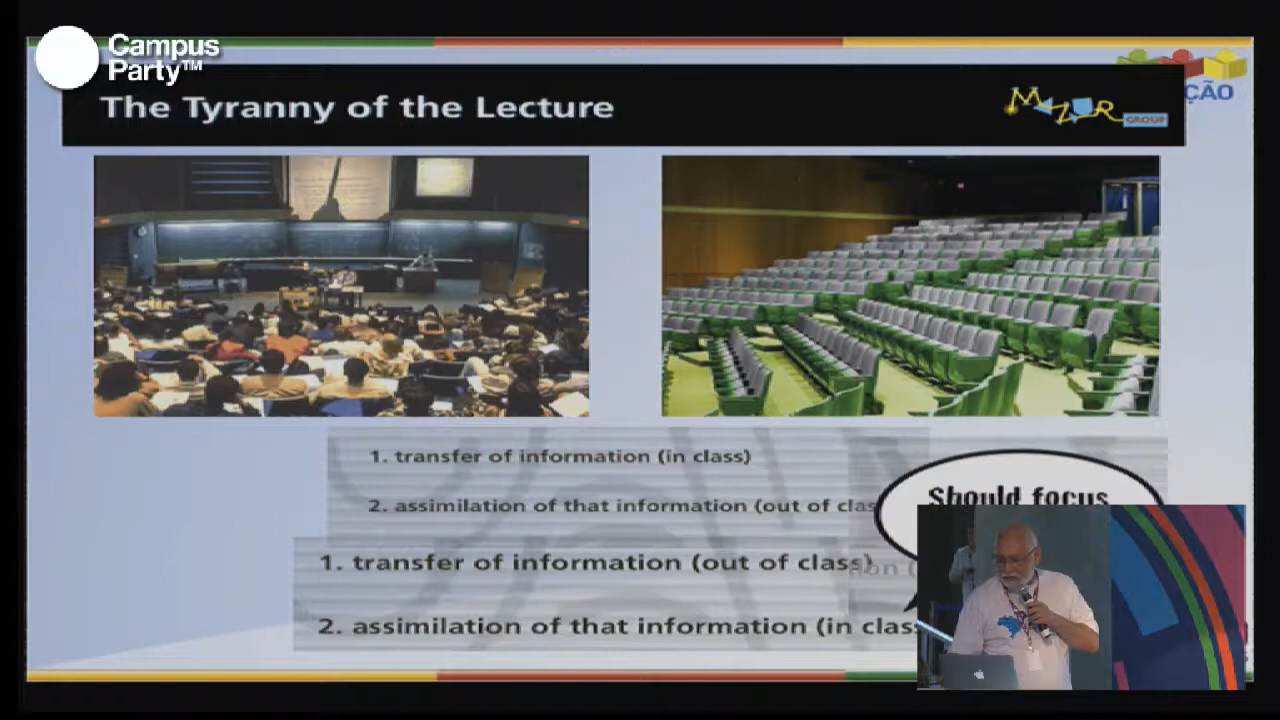 Campus
Party™
The Tyranny of the Lecture
MAZUR
GROUP
ÇÃO
1. transfer of information (in class)
2. assimilation of that information (out of clas
Should focus
1. transfer of information (out of class)
2. assimilation of that information (in clas